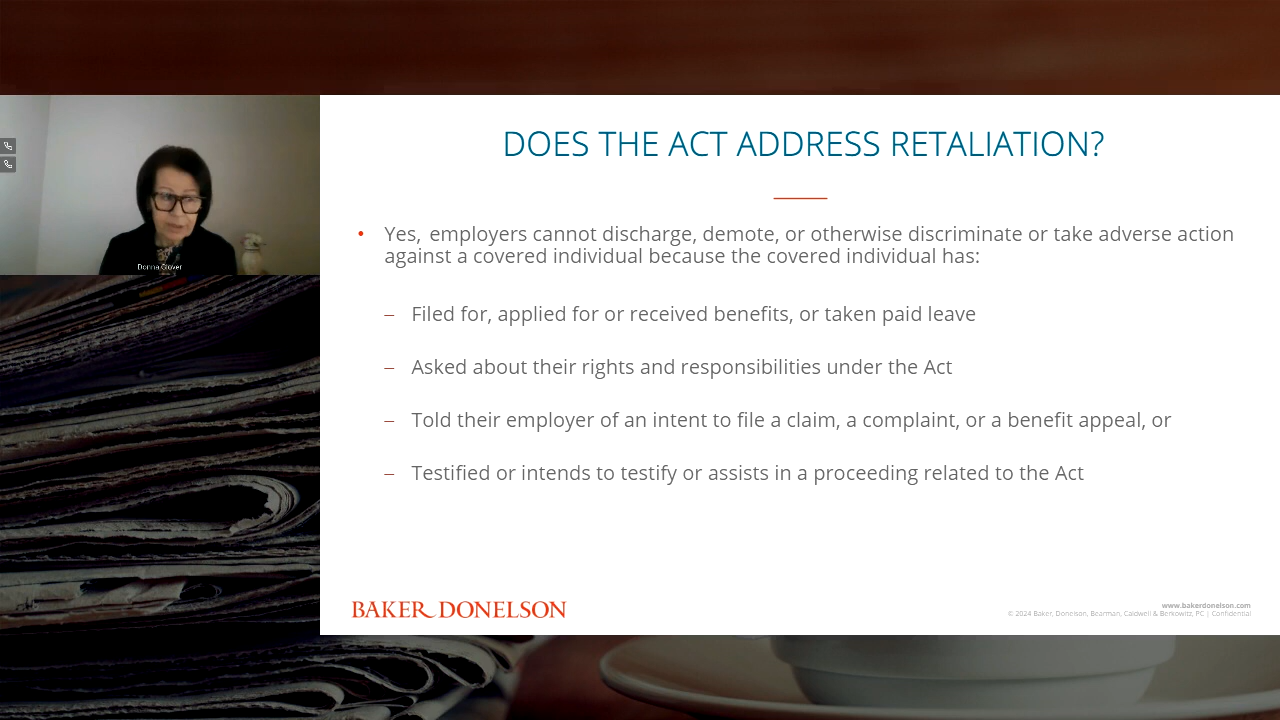 DOES THE ACT ADDRESS RETALIATION?
• Yes, employers cannot discharge, demote, or otherwise discriminate or take adverse action
against a covered individual because the covered individual has:
– Filed for, applied for or received benefits, or taken paid leave
– Asked about their rights and responsibilities under the Act
– Told their employer of an intent to file a claim, a complaint, or a benefit appeal, or
– Testified or intends to testify or assists in a proceeding related to the Act
Donna Glover
BAKER DONELSON
www.bakerdonelson.com
© 2024 Baker, Donelson, Bearman, Caldwell & Berkowitz, PC | Confidential